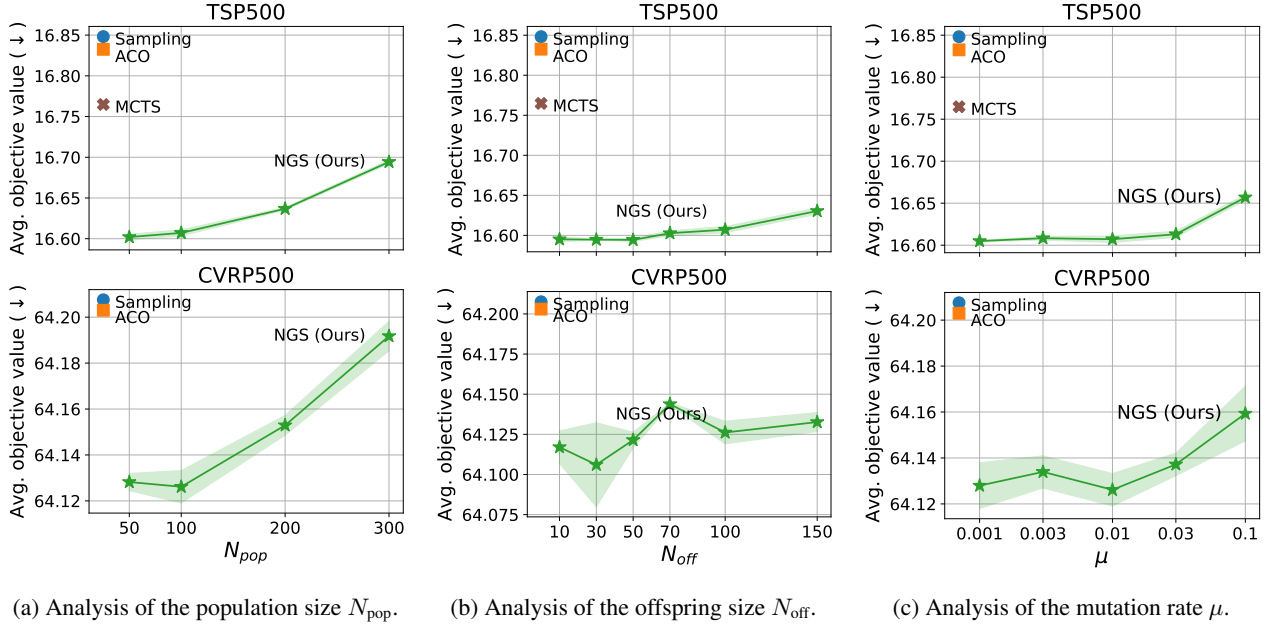 TSP500
Avg. objective value (↓)
16.85
16.80
16.75
16.70
16.65
16.60
Sampling
ACO
MCTS
NGS (Ours)
CVRP500
Avg. objective value (↓)
64.20
64.18
64.16
64.14
64.12
Sampling
ACO
NGS (Ours)
50
100
200
300
N_pop
(a) Analysis of the population size N_pop.
TSP500
Avg. objective value (↓)
16.85
16.80
16.75
16.70
16.65
16.60
Sampling
ACO
MCTS
NGS (Ours)
CVRP500
Avg. objective value (↓)
64.200
64.175
64.150
64.125
64.100
64.075
Sampling
ACO
NGS (Ours)
10
30
50
70
100
150
N_off
(b) Analysis of the offspring size N_off.
TSP500
Avg. objective value (↓)
16.85
16.80
16.75
16.70
16.65
16.60
Sampling
ACO
MCTS
NGS (Ours)
CVRP500
Avg. objective value (↓)
64.20
64.18
64.16
64.14
64.12
Sampling
ACO
NGS (Ours)
0.001
0.003
0.01
0.03
0.1
μ
(c) Analysis of the mutation rate μ.